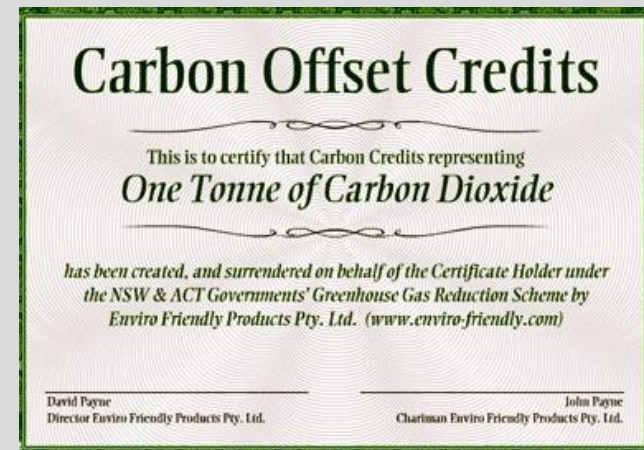 Carbon Offset Credits
This is to certify that Carbon Credits representing
One Tonne of Carbon Dioxide
has been created, and surrendered on behalf of the Certificate Holder under
the NSW & ACT Governments' Greenhouse Gas Reduction Scheme by
Enviro Friendly Products Pty. Ltd. (www.enviro-friendly.com)
David Payne
John Payne
Director Enviro Friendly Products Pty. Ltd.
Chariman Enviro Friendly Products Pty. Ltd.